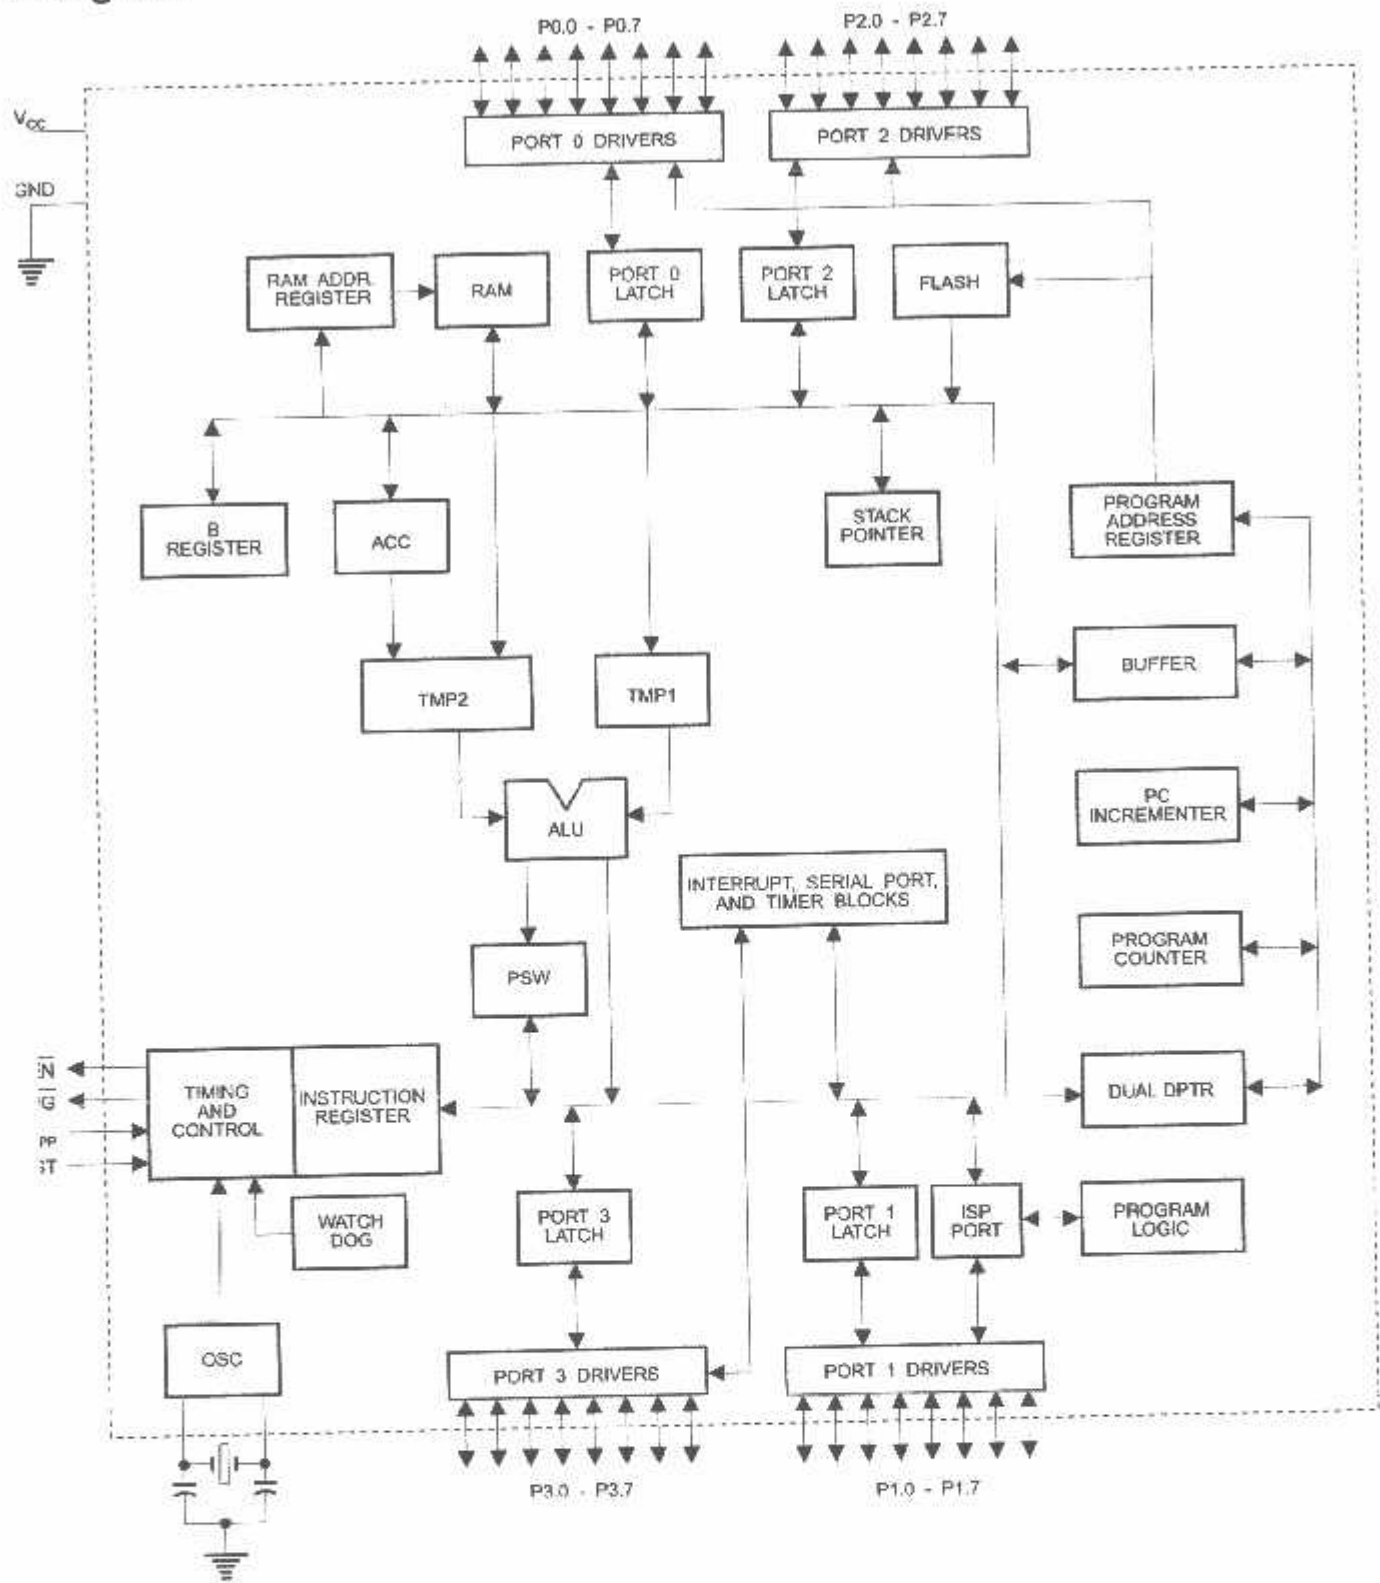 P0.0 - P0.7
P2.0 - P2.7
VCC
PORT 0 DRIVERS
PORT 2 DRIVERS
GND
RAM ADDR.
REGISTER
RAM
PORT 0
LATCH
PORT 2
LATCH
FLASH
B
REGISTER
ACC
STACK
POINTER
PROGRAM
ADDRESS
REGISTER
BUFFER
TMP2
TMP1
PC
INCREMENTER
ALU
INTERRUPT, SERIAL PORT,
AND TIMER BLOCKS
PROGRAM
COUNTER
PSW
TIMING
AND
CONTROL
INSTRUCTION
REGISTER
DUAL DPTR
EN
G
PP
ST
WATCH
DOG
PORT 3
LATCH
PORT 1
LATCH
ISP
PORT
PROGRAM
LOGIC
OSC
PORT 3 DRIVERS
PORT 1 DRIVERS
P3.0 - P3.7
P1.0 - P1.7